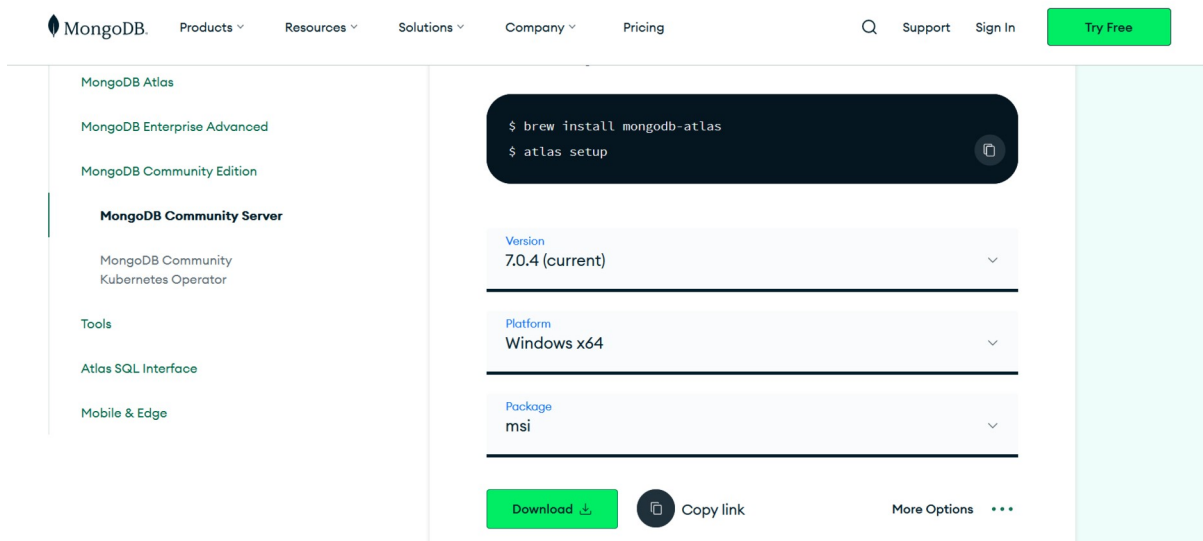 MongoDB.
Products
Resources
Solutions
Company
Pricing
Support
Sign In
Try Free
MongoDB Atlas
MongoDB Enterprise Advanced
MongoDB Community Edition
MongoDB Community Server
MongoDB Community
Kubernetes Operator
Tools
Atlas SQL Interface
Mobile & Edge
$ brew install mongodb-atlas
$ atlas setup
Version
7.0.4 (current)
Platform
Windows x64
Package
msi
Download
Copy link
More Options